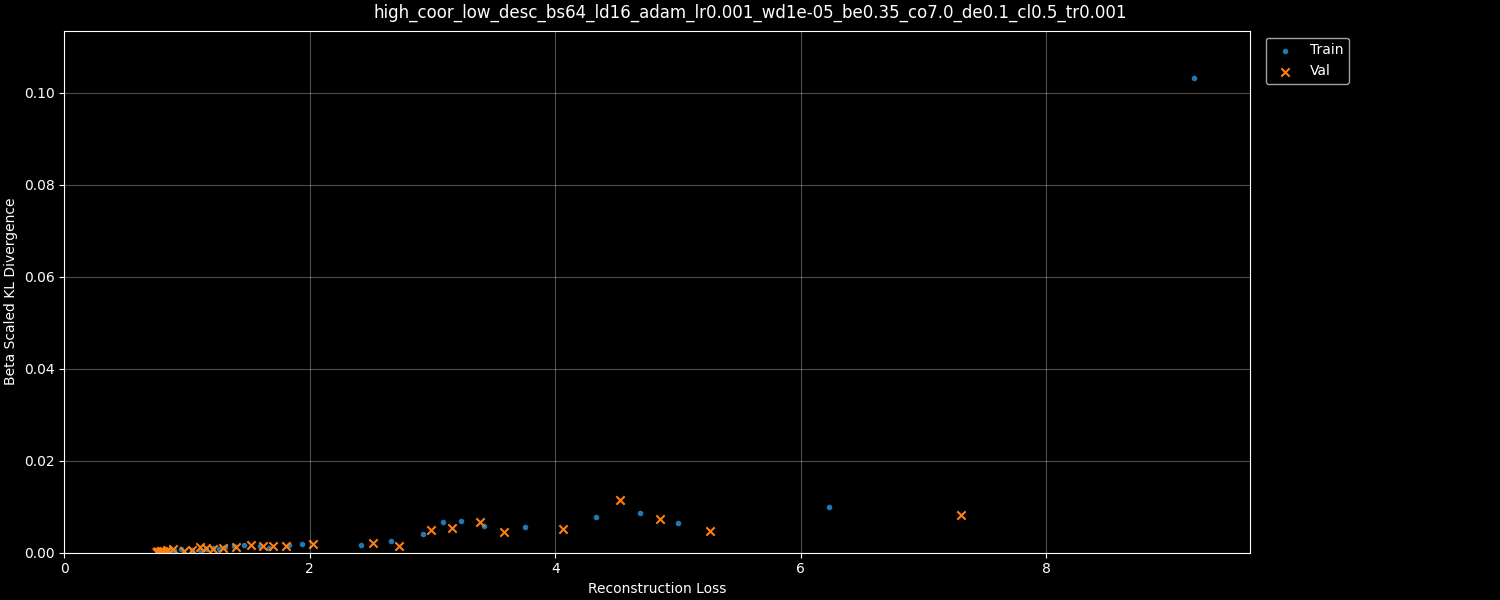 high_coor_low_desc_bs64_ld16_adam_lr0.001_wd1e-05_be0.35_co7.0_de0.1_cl0.5_tr0.001
Train
Val
Beta Scaled KL Divergence
0.10
0.08
0.06
0.04
0.02
0.00
0
2
4
6
8
Reconstruction Loss